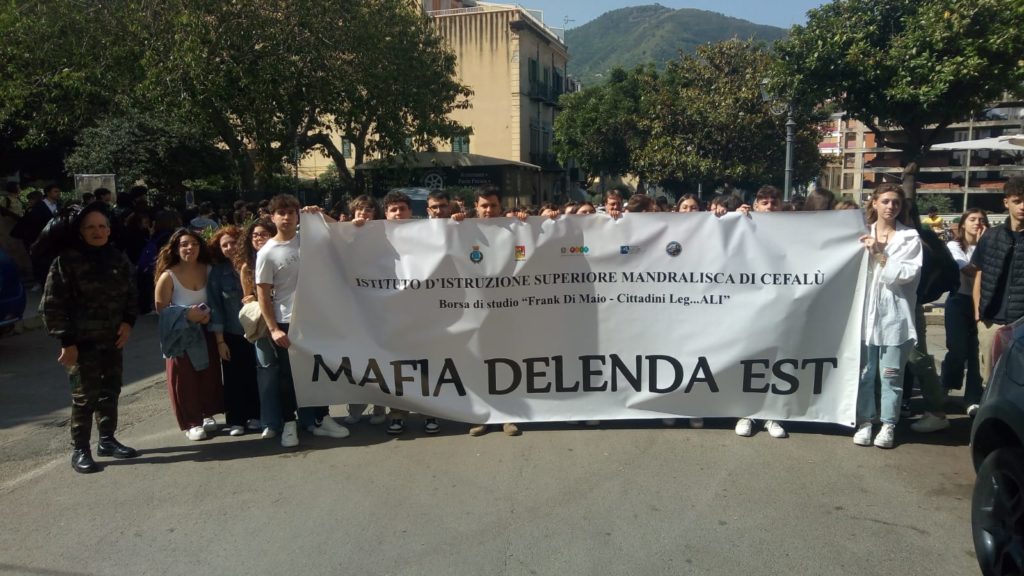 ISTITUTO D'ISTRUZIONE SUPERIORE MANDRALISCA DI CEFALÙ
Borsa di studio “Frank Di Maio - Cittadini Leg...ALI”
MAFIA DELENDA EST